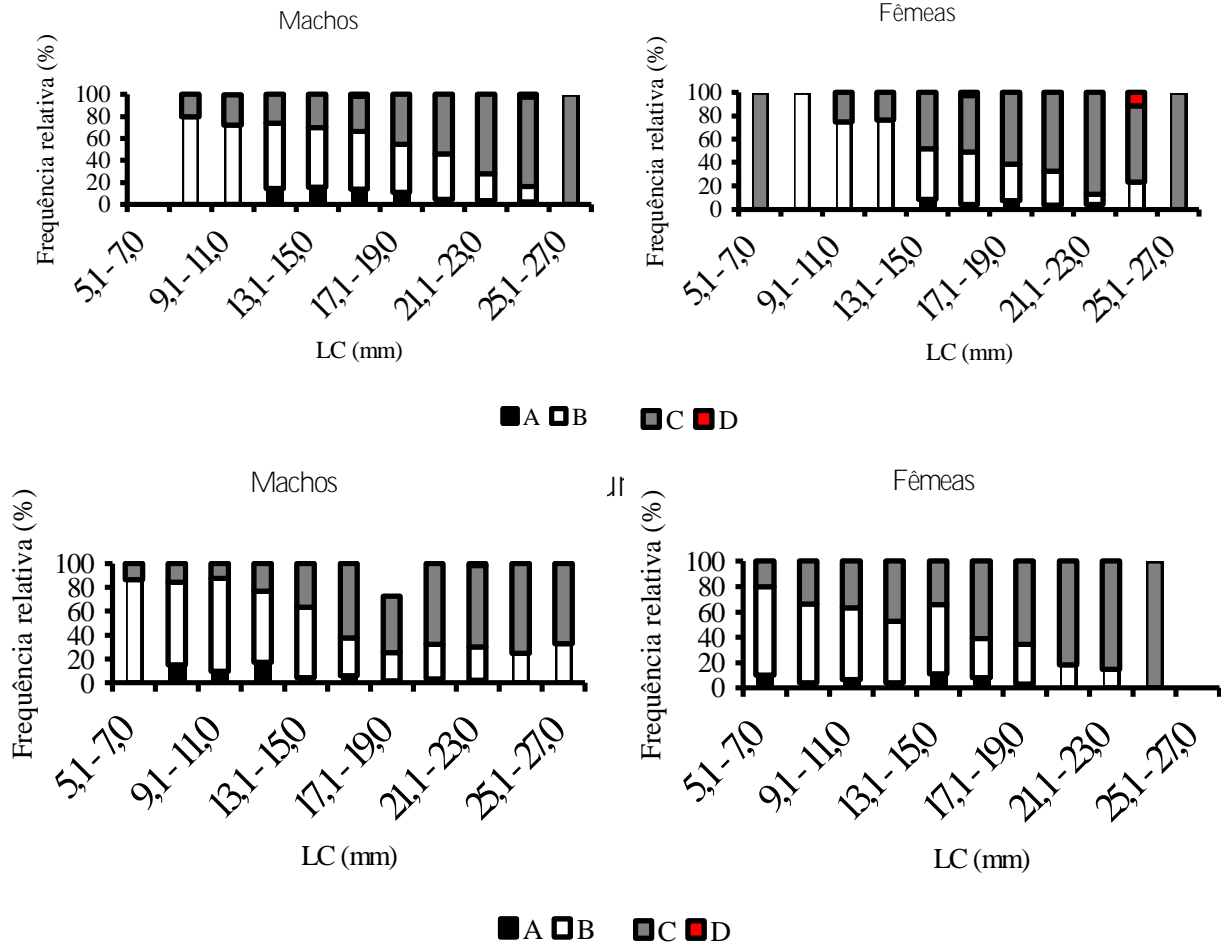 Machos
Frequência relativa (%)
100
80
60
40
20
0
5,1 - 7,0
9,1 - 11,0
13,1 - 15,0
17,1 - 19,0
21,1 - 23,0
25,1 - 27,0
LC (mm)
Fêmeas
Frequência relativa (%)
100
80
60
40
20
0
5,1 - 7,0
9,1 - 11,0
13,1 - 15,0
17,1 - 19,0
21,1 - 23,0
25,1 - 27,0
LC (mm)
A B C D
Machos
Frequência relativa (%)
100
80
60
40
20
0
5,1 - 7,0
9,1 - 11,0
13,1 - 15,0
17,1 - 19,0
21,1 - 23,0
25,1 - 27,0
LC (mm)
Fêmeas
Frequência relativa (%)
100
80
60
40
20
0
5,1 - 7,0
9,1 - 11,0
13,1 - 15,0
17,1 - 19,0
21,1 - 23,0
25,1 - 27,0
LC (mm)
A B C D